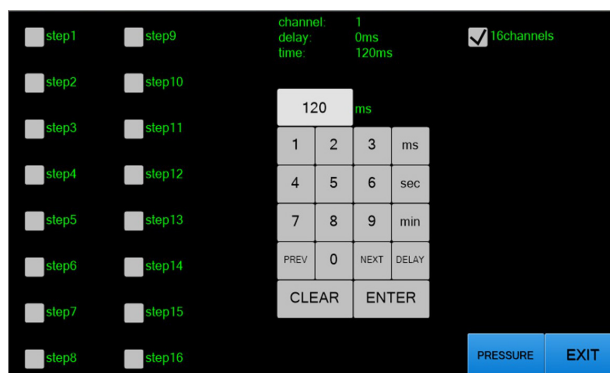 channel: 1
delay: 0ms
time: 120ms
16channels
step1 step9
step2 step10
step3 step11
step4 step12
step5 step13
step6 step14
step7 step15
step8 step16
120 ms
1 2 3 ms
4 5 6 sec
7 8 9 min
PREV 0 NEXT DELAY
CLEAR ENTER
PRESSURE EXIT